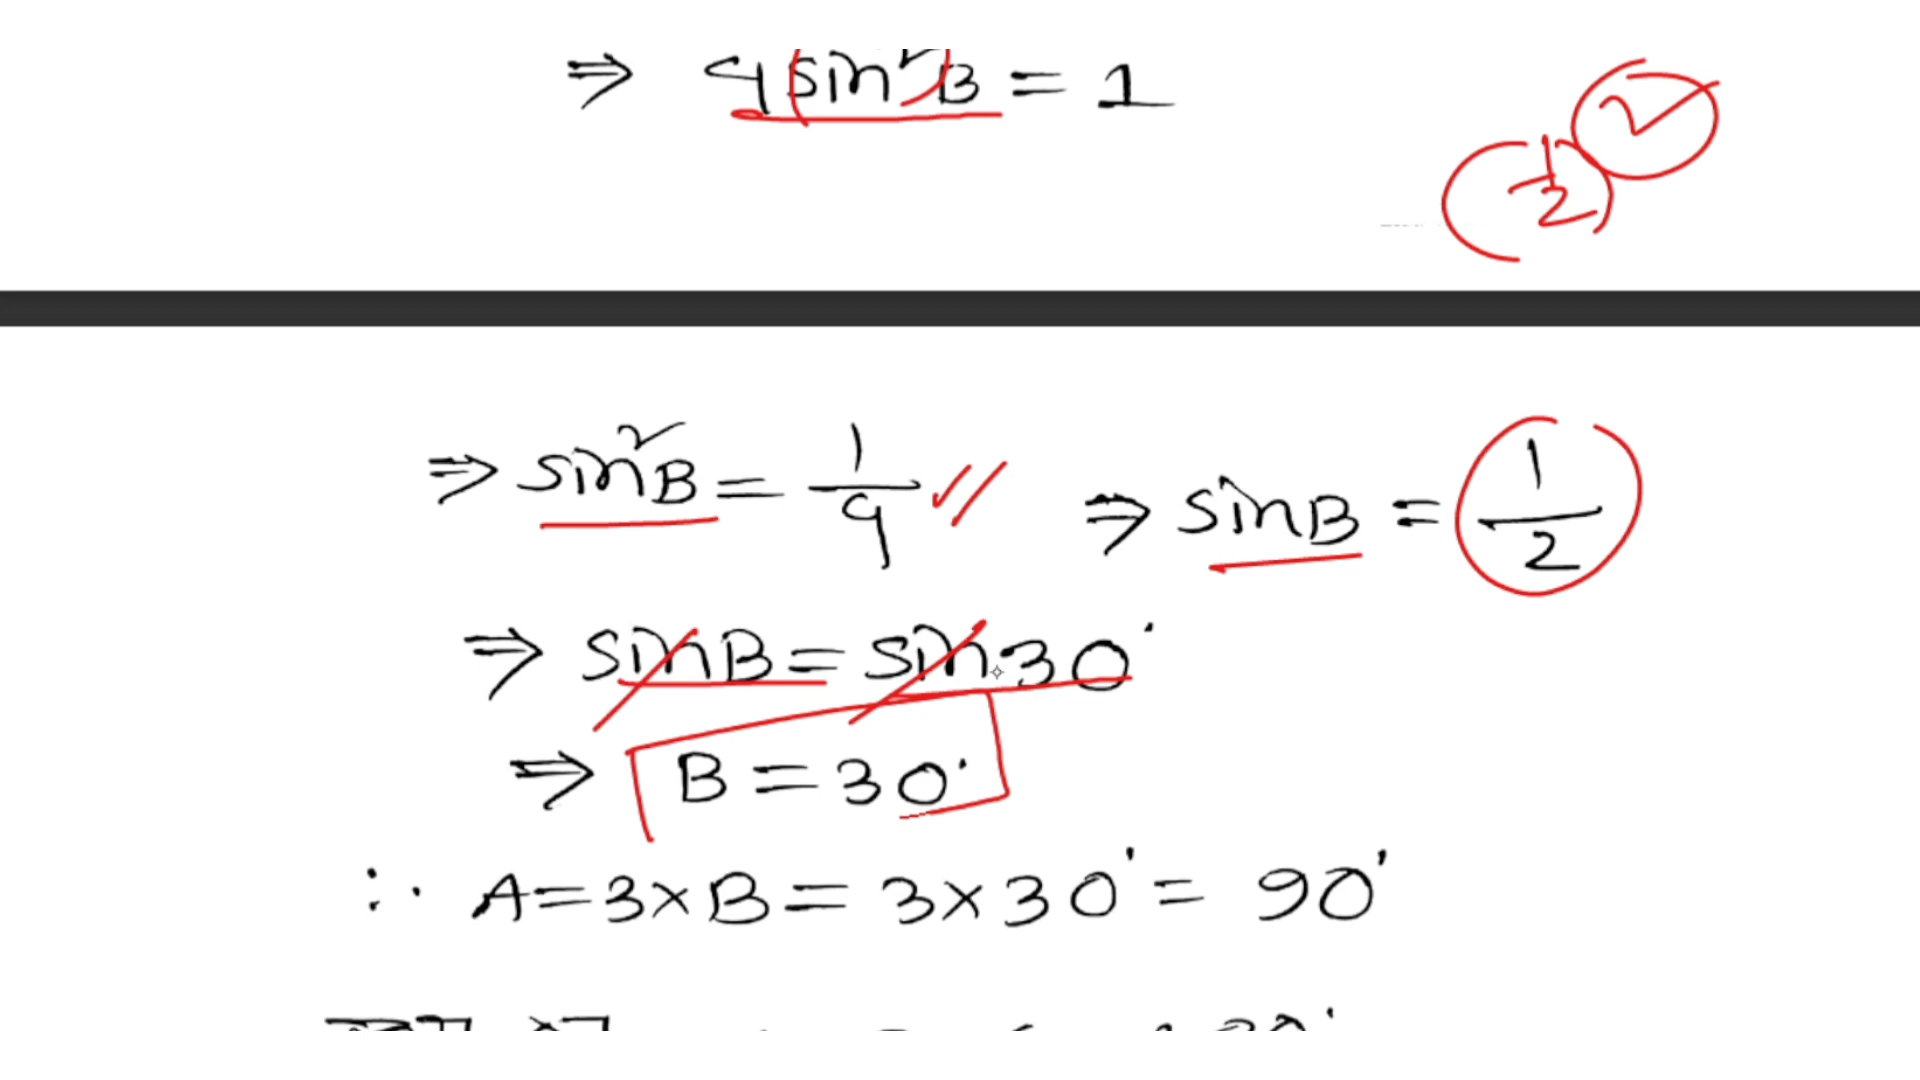 ⇒ 4 sin²B = 1
(1/2)²
⇒ sin²B = 1/4 ⇒ sinB = 1/2
⇒ sinB = sin30°
⇒ B = 30°
∴ A = 3×B = 3×30° = 90°